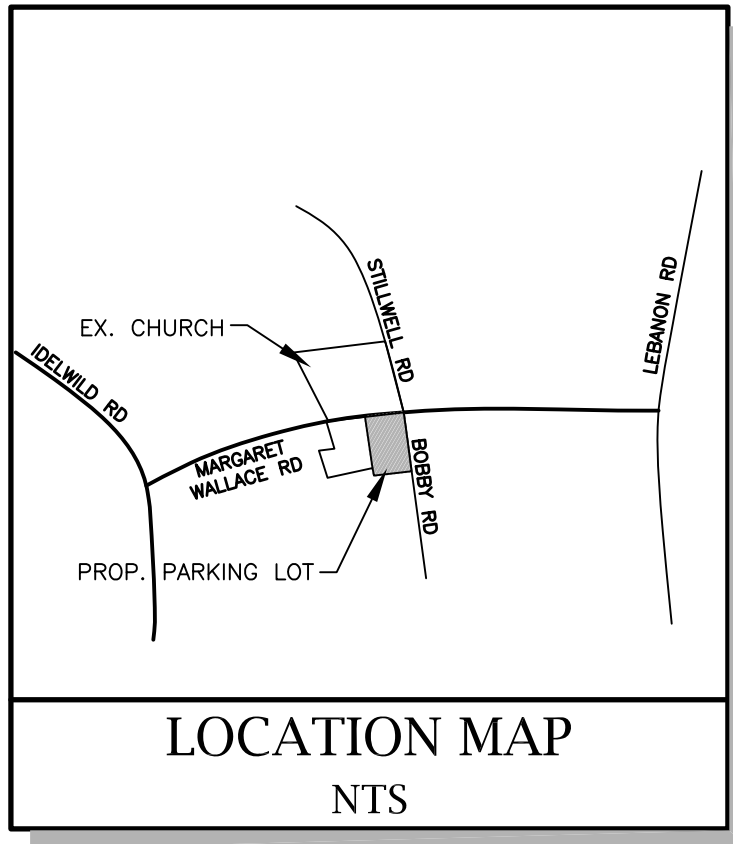 STILLWELL RD
LEBANON RD
EX. CHURCH
IDELWILD RD
MARGARET
WALLACE RD
BOBBY RD
PROP. PARKING LOT
LOCATION MAP
NTS